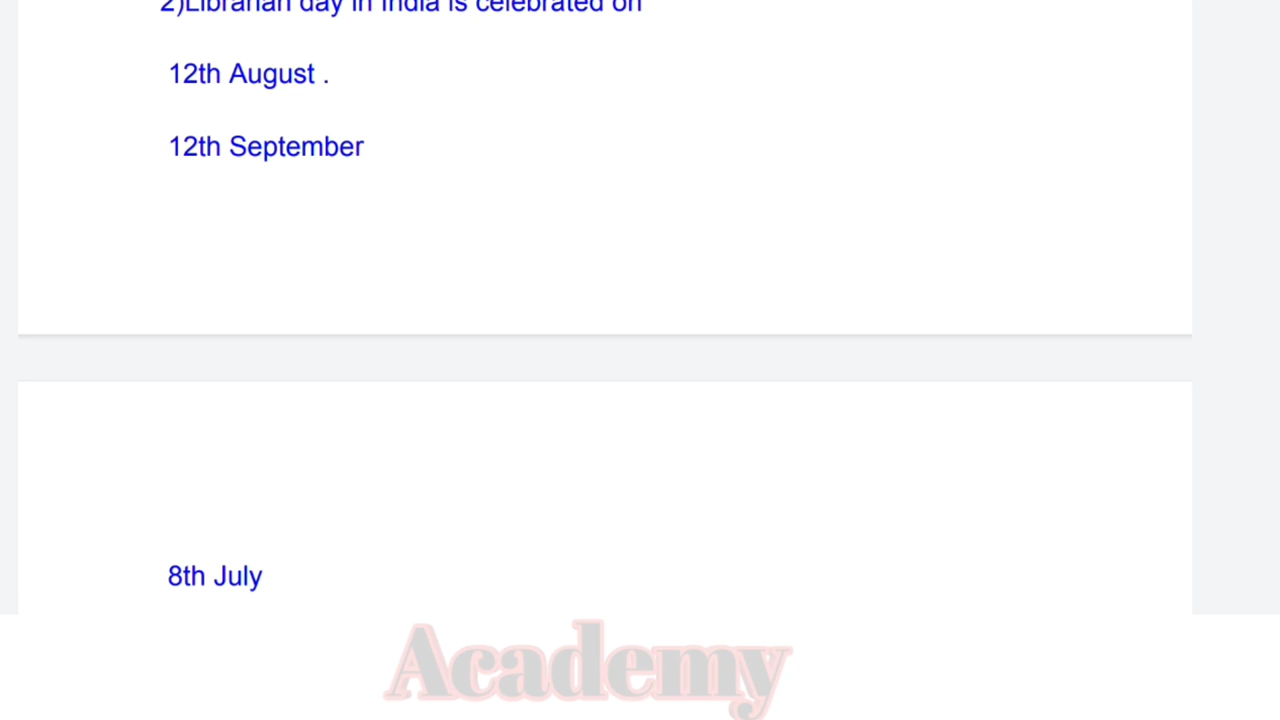 2)Librarian day in India is celebrated on
12th August .
12th September
8th July
Academy